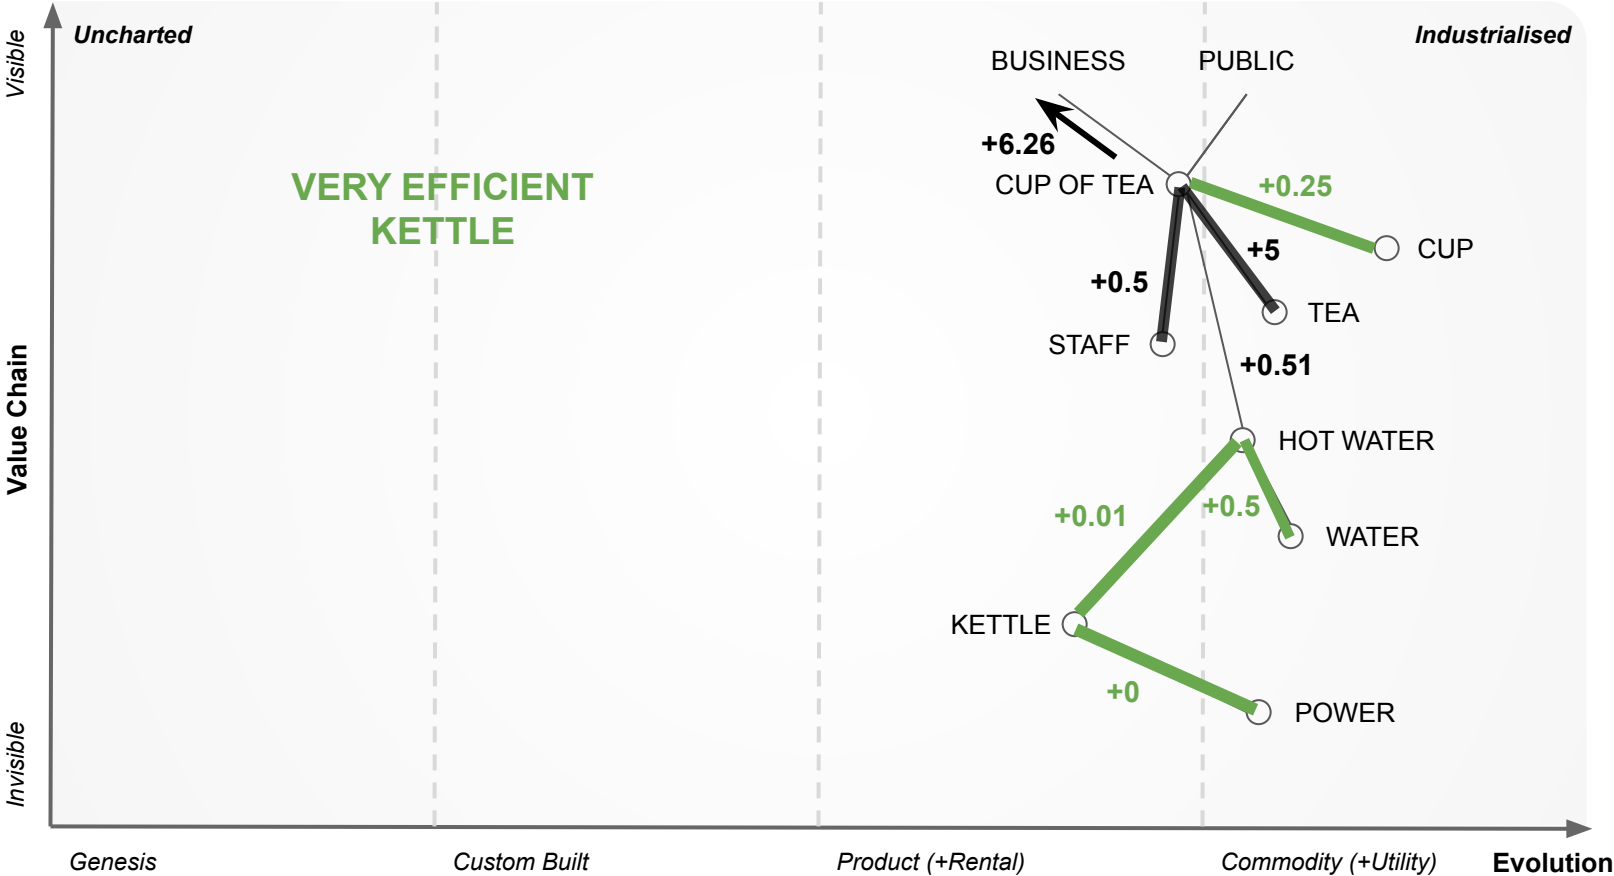 Uncharted
Industrialised
Visible
BUSINESS
PUBLIC
+6.26
VERY EFFICIENT
KETTLE
CUP OF TEA
+0.25
+5
CUP
+0.5
TEA
STAFF
+0.51
Value Chain
HOT WATER
+0.01
+0.5
WATER
KETTLE
+0
POWER
Invisible
Genesis
Custom Built
Product (+Rental)
Commodity (+Utility)
Evolution